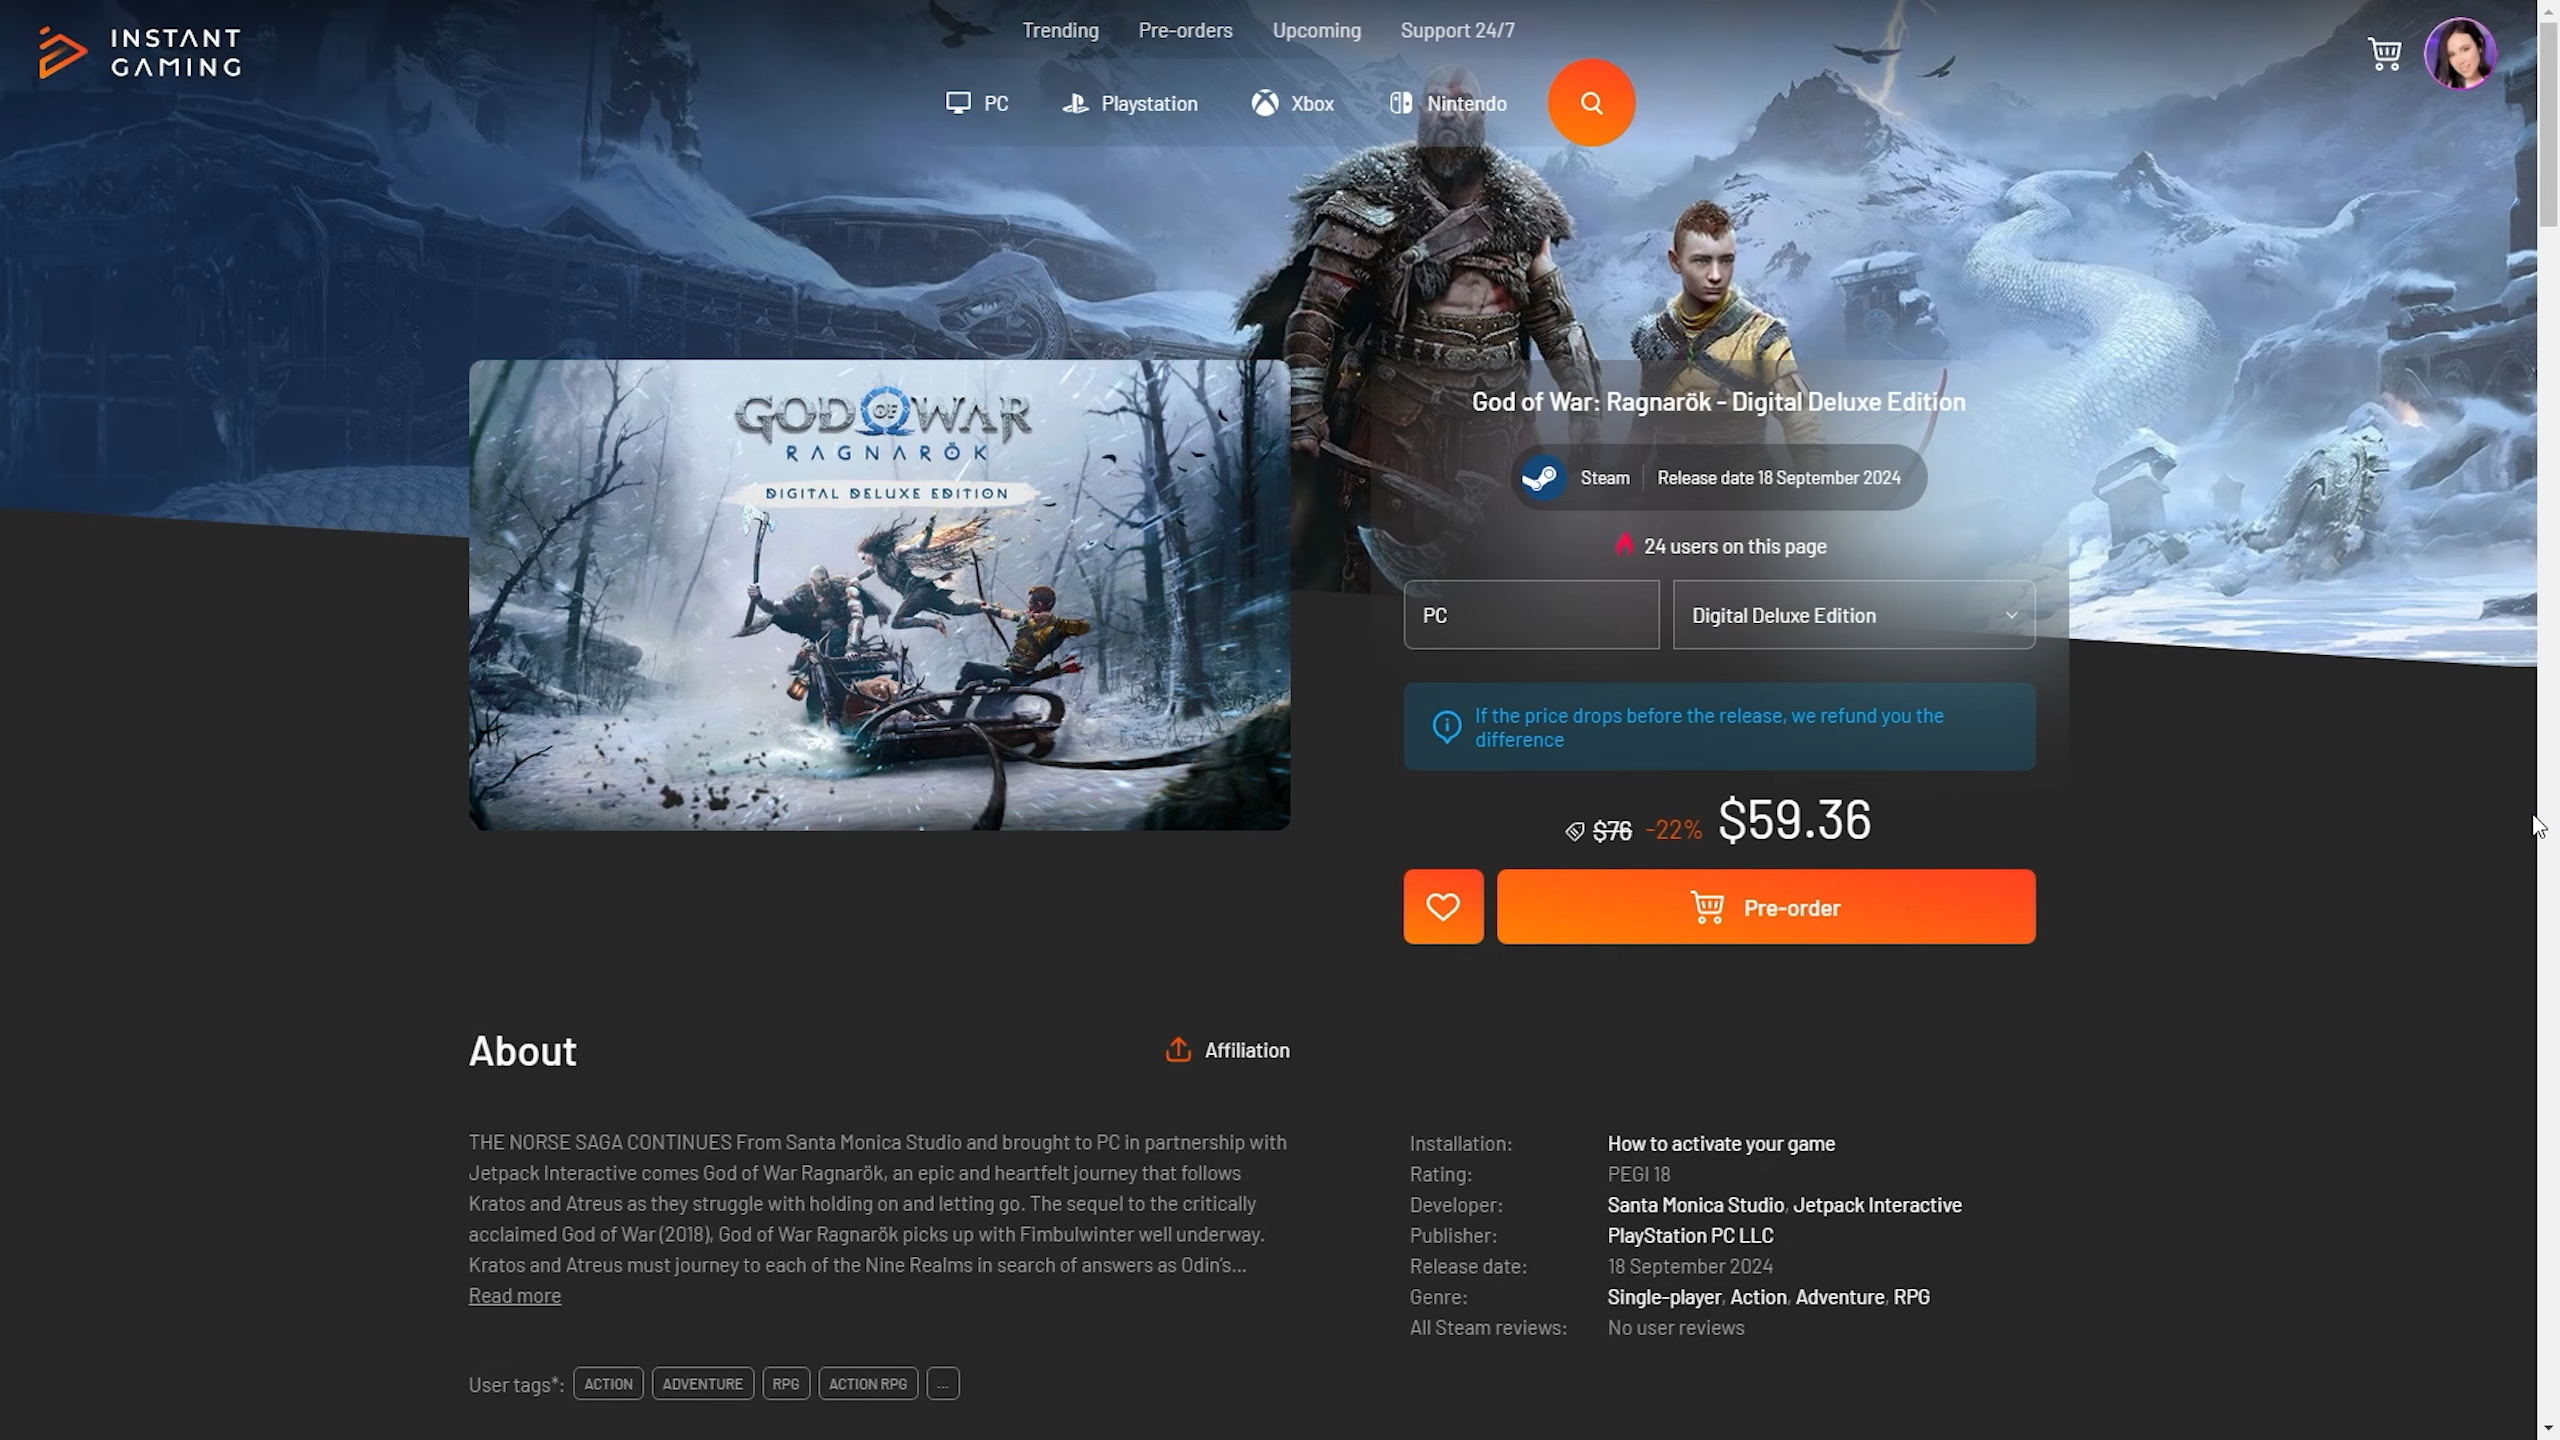 INSTANT
GAMING
Trending
Pre-orders
Upcoming
Support 24/7
PC
Playstation
Xbox
Nintendo
GOD OF WAR
RAGNARÖK
DIGITAL DELUXE EDITION
God of War: Ragnarök - Digital Deluxe Edition
Steam
Release date 18 September 2024
24 users on this page
PC
Digital Deluxe Edition
If the price drops before the release, we refund you the
difference
$76 -22% $59.36
Pre-order
About
Affiliation
THE NORSE SAGA CONTINUES From Santa Monica Studio and brought to PC in partnership with
Jetpack Interactive comes God of War Ragnarök, an epic and heartfelt journey that follows
Kratos and Atreus as they struggle with holding on and letting go. The sequel to the critically
acclaimed God of War (2018), God of War Ragnarök picks up with Fimbulwinter well underway.
Kratos and Atreus must journey to each of the Nine Realms in search of answers as Odin's...
Read more
User tags*: ACTION ADVENTURE RPG ACTION RPG ...
Installation: How to activate your game
Rating: PEGI 18
Developer: Santa Monica Studio, Jetpack Interactive
Publisher: PlayStation PC LLC
Release date: 18 September 2024
Genre: Single-player, Action, Adventure, RPG
All Steam reviews: No user reviews